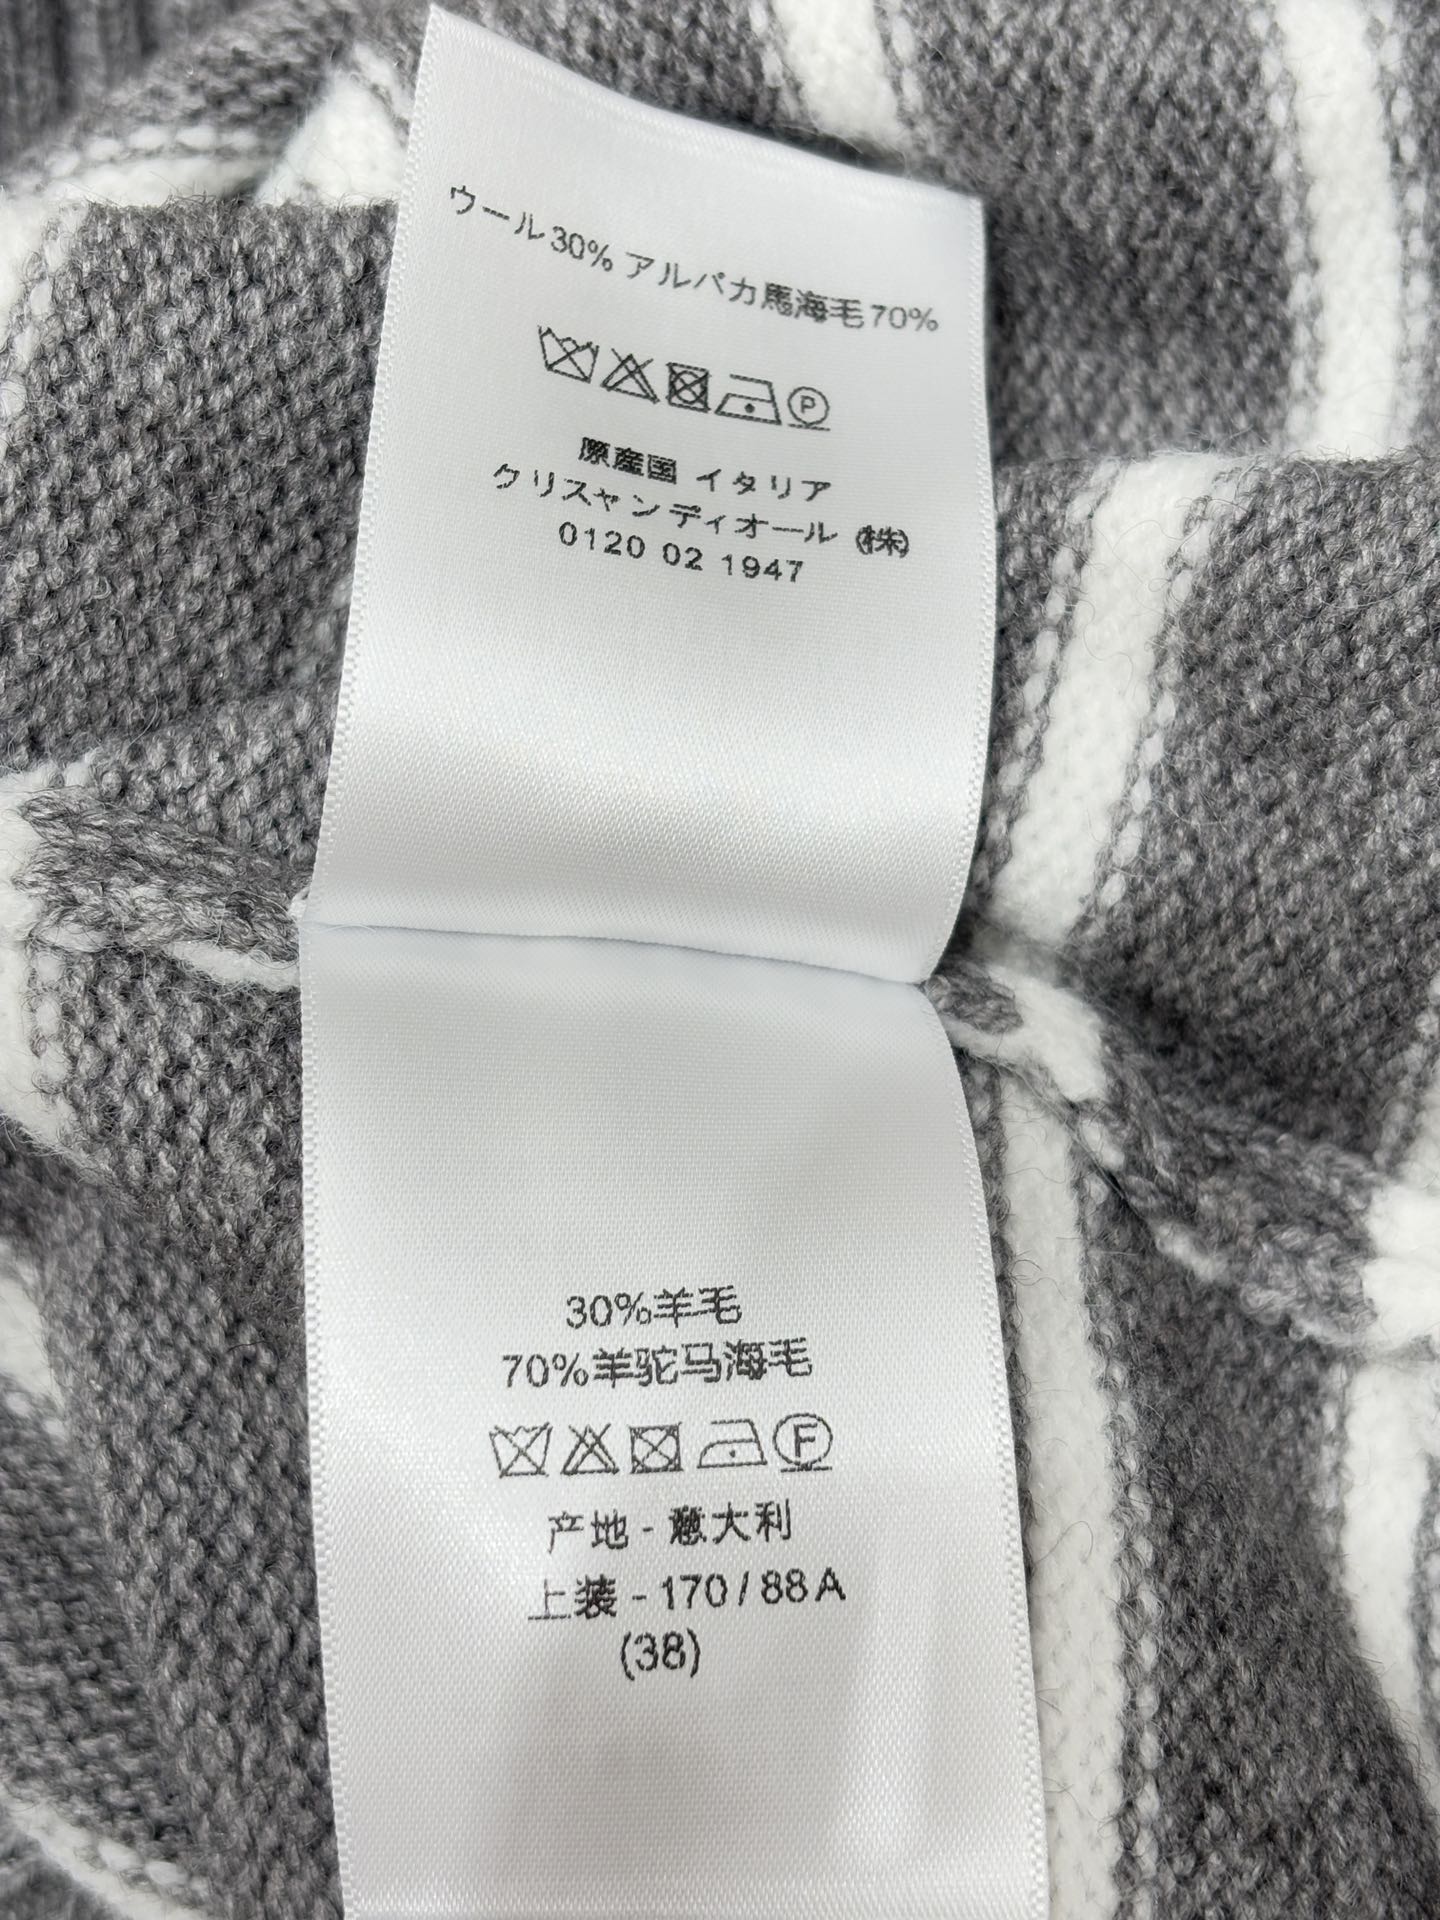 ウール30% アルパカ馬海毛70%
P
原産国 イタリア
クリスャンディオール (株)
0120 02 1947
30%羊毛
70%羊驼马海毛
F
产地 - 意大利
上装 - 170 / 88A
(38)